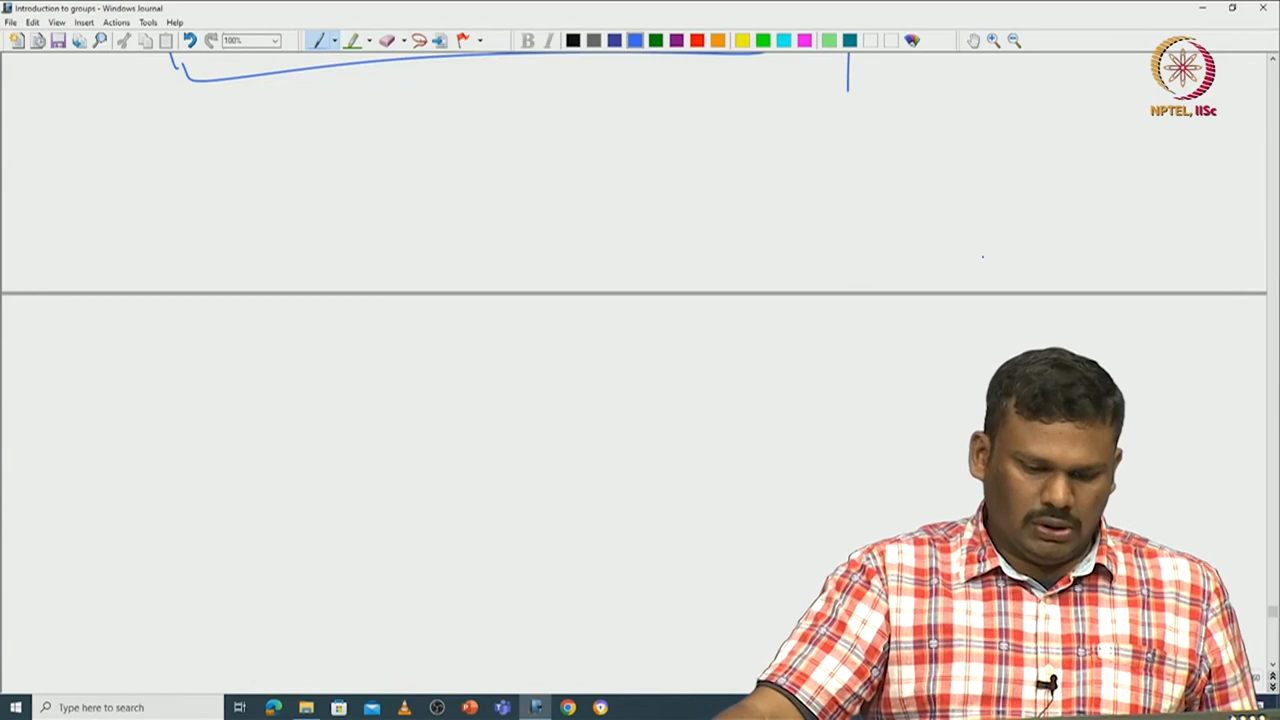 Introduction to groups - Windows Journal
File Edit View Insert Actions Tools Help
100%
B I
NPTEL, IISc
Type here to search